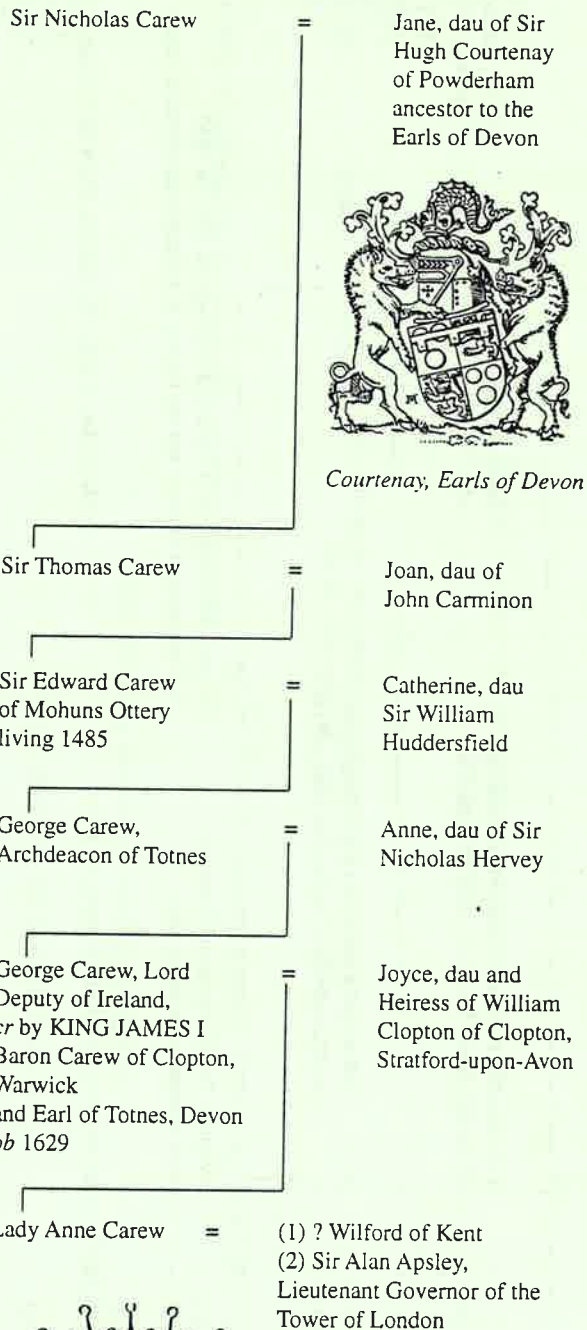 Sir Nicholas Carew = Jane, dau of Sir
Hugh Courtenay
of Powderham
ancestor to the
Earls of Devon
Courtenay, Earls of Devon
Sir Thomas Carew = Joan, dau of
John Carminon
Sir Edward Carew = Catherine, dau
of Mohuns Ottery Sir William
living 1485 Huddersfield
George Carew, = Anne, dau of Sir
Archdeacon of Totnes Nicholas Hervey
George Carew, Lord = Joyce, dau and
Deputy of Ireland, Heiress of William
cr by KING JAMES I Clopton of Clopton,
Baron Carew of Clopton, Stratford-upon-Avon
Warwick
and Earl of Totnes, Devon
ob 1629
Lady Anne Carew = (1) ? Wilford of Kent
(2) Sir Alan Apsley,
Lieutenant Governor of the
Tower of London